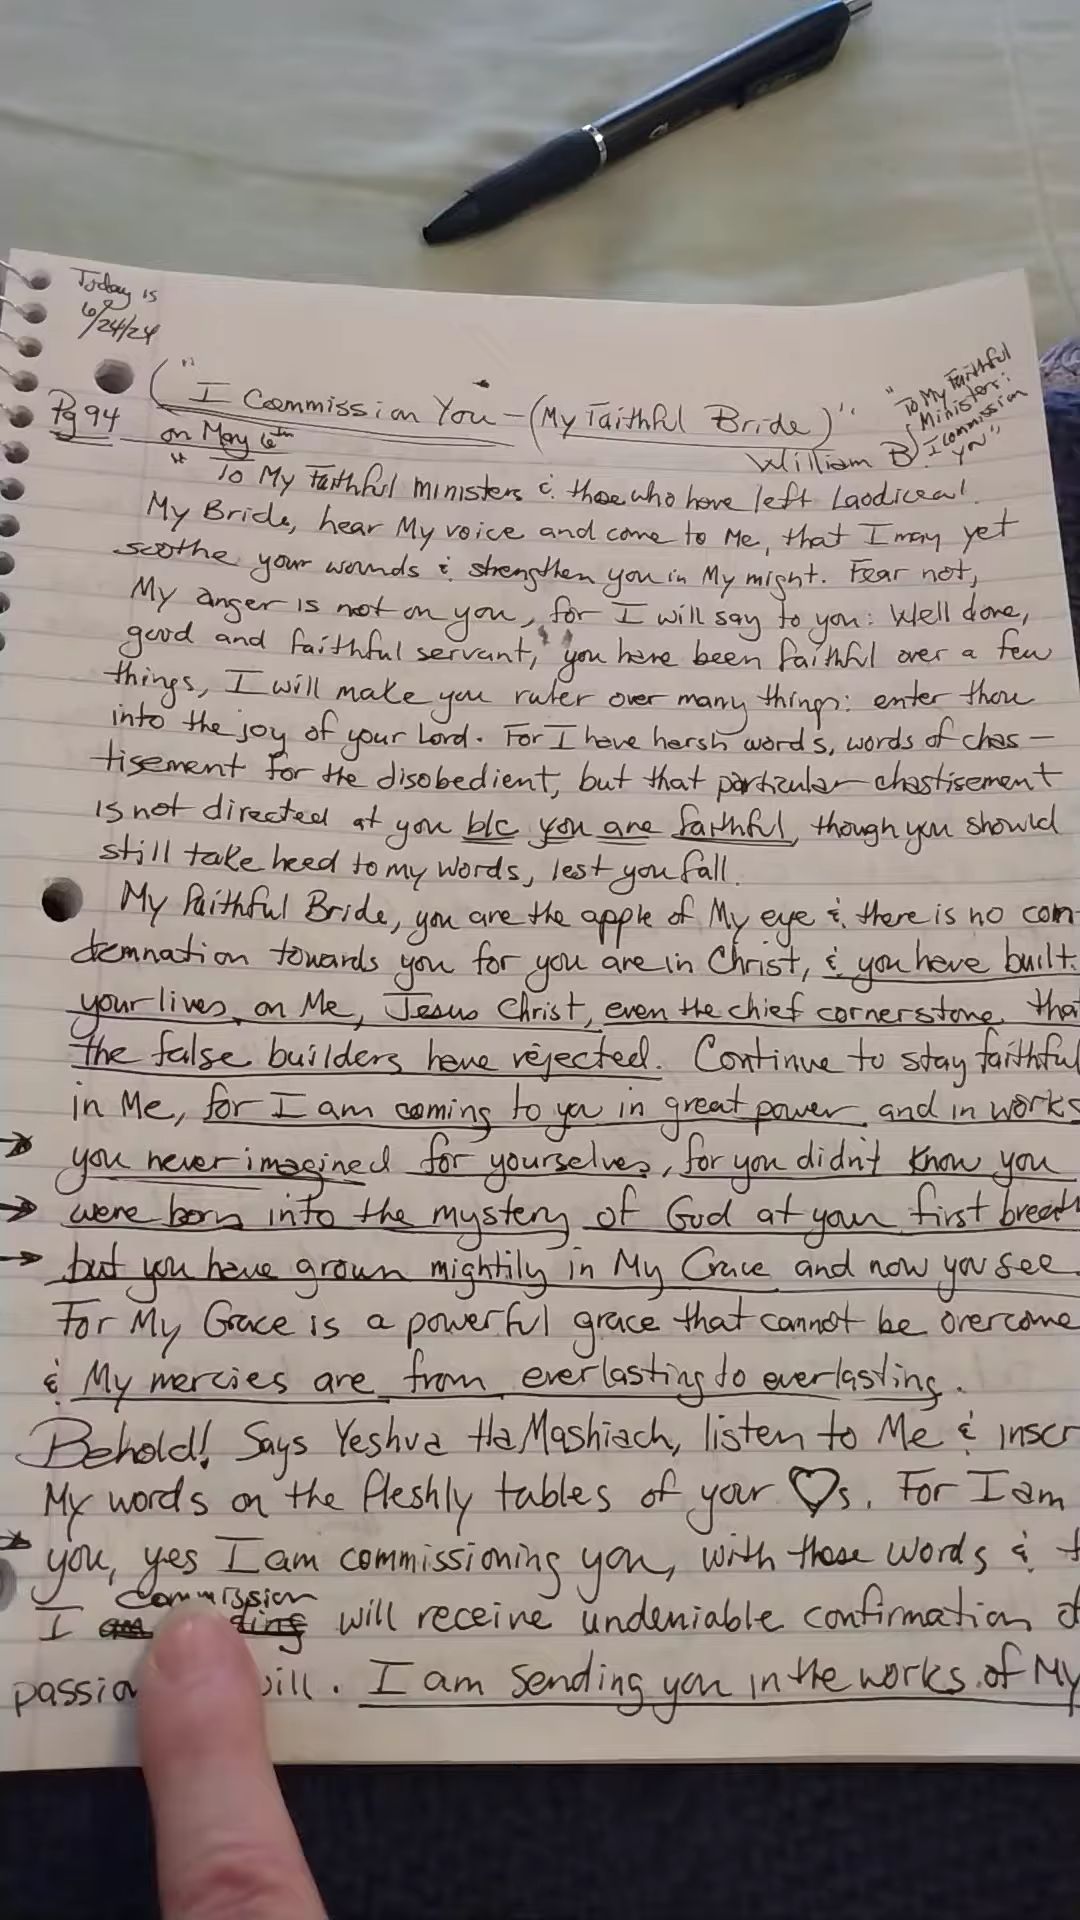 Today is
6/24/24
("I Commission You - (My Faithful Bride)"
"To My Faithful
Ministers:
I commission
you"
Pg 94
on May 6th
William B.
"To My Faithful ministers & those who have left Laodicea!
My Bride, hear My voice and come to Me, that I may yet
soothe your wounds & strengthen you in My might. Fear not,
My anger is not on you, for I will say to you: Well done,
good and faithful servant, you have been faithful over a few
things, I will make you ruler over many things: enter thou
into the joy of your Lord. For I have harsh words, words of chas-
tisement for the disobedient, but that particular chastisement
is not directed at you b/c you are faithful, though you should
still take heed to my words, lest you fall.
My Faithful Bride, you are the apple of My eye & there is no con
demnation towards you for you are in Christ, & you have built
your lives on Me, Jesus Christ, even the chief cornerstone that
the false builders have rejected. Continue to stay faithful
in Me, for I am coming to you in great power and in works
→ you never imagined for yourselves, for you didn't know you
→ were born into the mystery of God at your first breath
→ but you have grown mightily in My Grace and now you see.
For My Grace is a powerful grace that cannot be overcome
& My mercies are from everlasting to everlasting.
Behold! Says Yeshua Ha Mashiach, listen to Me & inscr
My words on the fleshly tables of your ♡s. For I am
→ you, yes I am commissioning you, with those words & t
commission
I am ding will receive undeniable confirmation of
passion will. I am sending you in the works of My